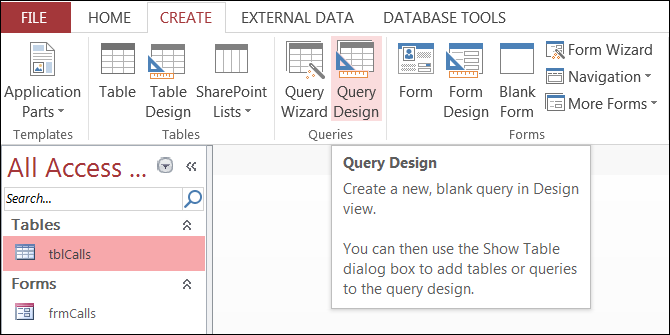 FILE HOME CREATE EXTERNAL DATA DATABASE TOOLS
Application Parts
Table
Table Design
SharePoint Lists
Query Wizard
Query Design
Form
Form Design
Blank Form
Form Wizard
Navigation
More Forms
Templates Tables Queries Forms
All Access ...
Search...
Tables
tblCalls
Forms
frmCalls
Query Design
Create a new, blank query in Design
view.
You can then use the Show Table
dialog box to add tables or queries
to the query design.